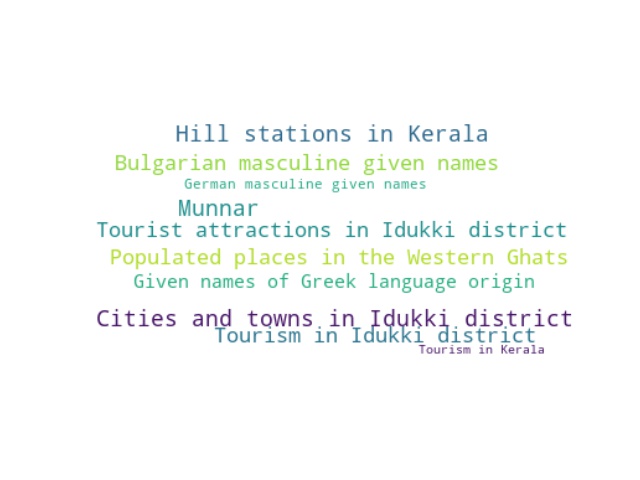 Hill stations in Kerala
Bulgarian masculine given names
German masculine given names
Munnar
Tourist attractions in Idukki district
Populated places in the Western Ghats
Given names of Greek language origin
Cities and towns in Idukki district
Tourism in Idukki district
Tourism in Kerala